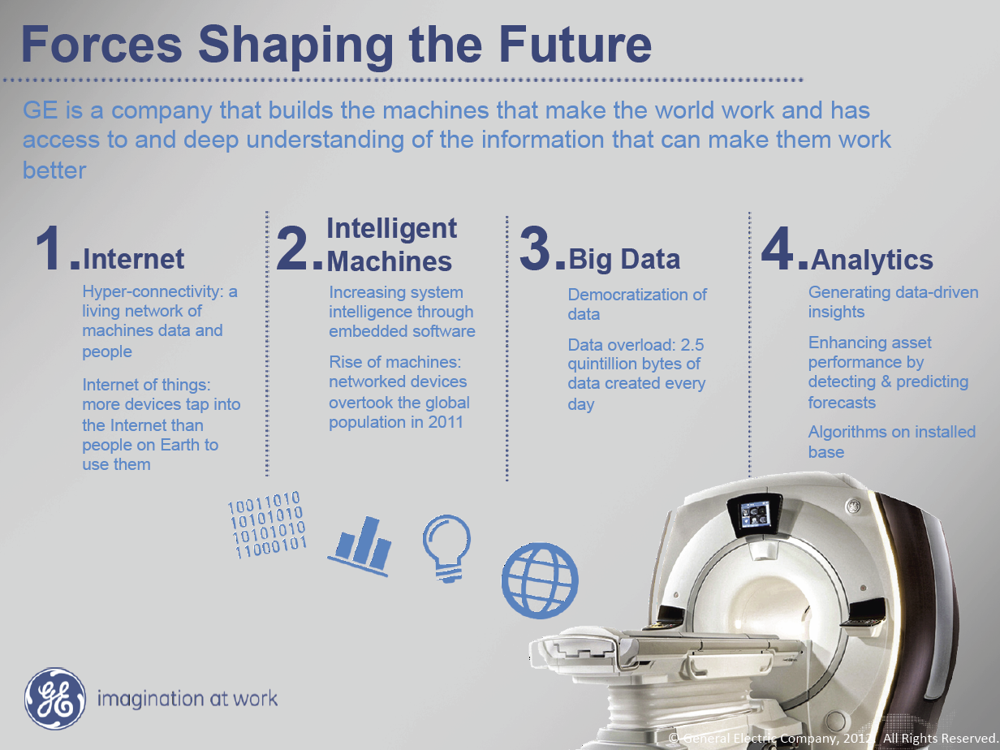 Forces Shaping the Future
GE is a company that builds the machines that make the world work and has
access to and deep understanding of the information that can make them work
better
1.Internet
Hyper-connectivity: a
living network of
machines data and
people
Internet of things:
more devices tap into
the Internet than
people on Earth to
use them
2.Intelligent
Machines
Increasing system
intelligence through
embedded software
Rise of machines:
networked devices
overtook the global
population in 2011
3.Big Data
Democratization of
data
Data overload: 2.5
quintillion bytes of
data created every
day
4.Analytics
Generating data-driven
insights
Enhancing asset
performance by
detecting & predicting
forecasts
Algorithms on installed
base
10011010
10101010
10101010
11000101
GE imagination at work
© General Electric Company, 2012. All Rights Reserved.